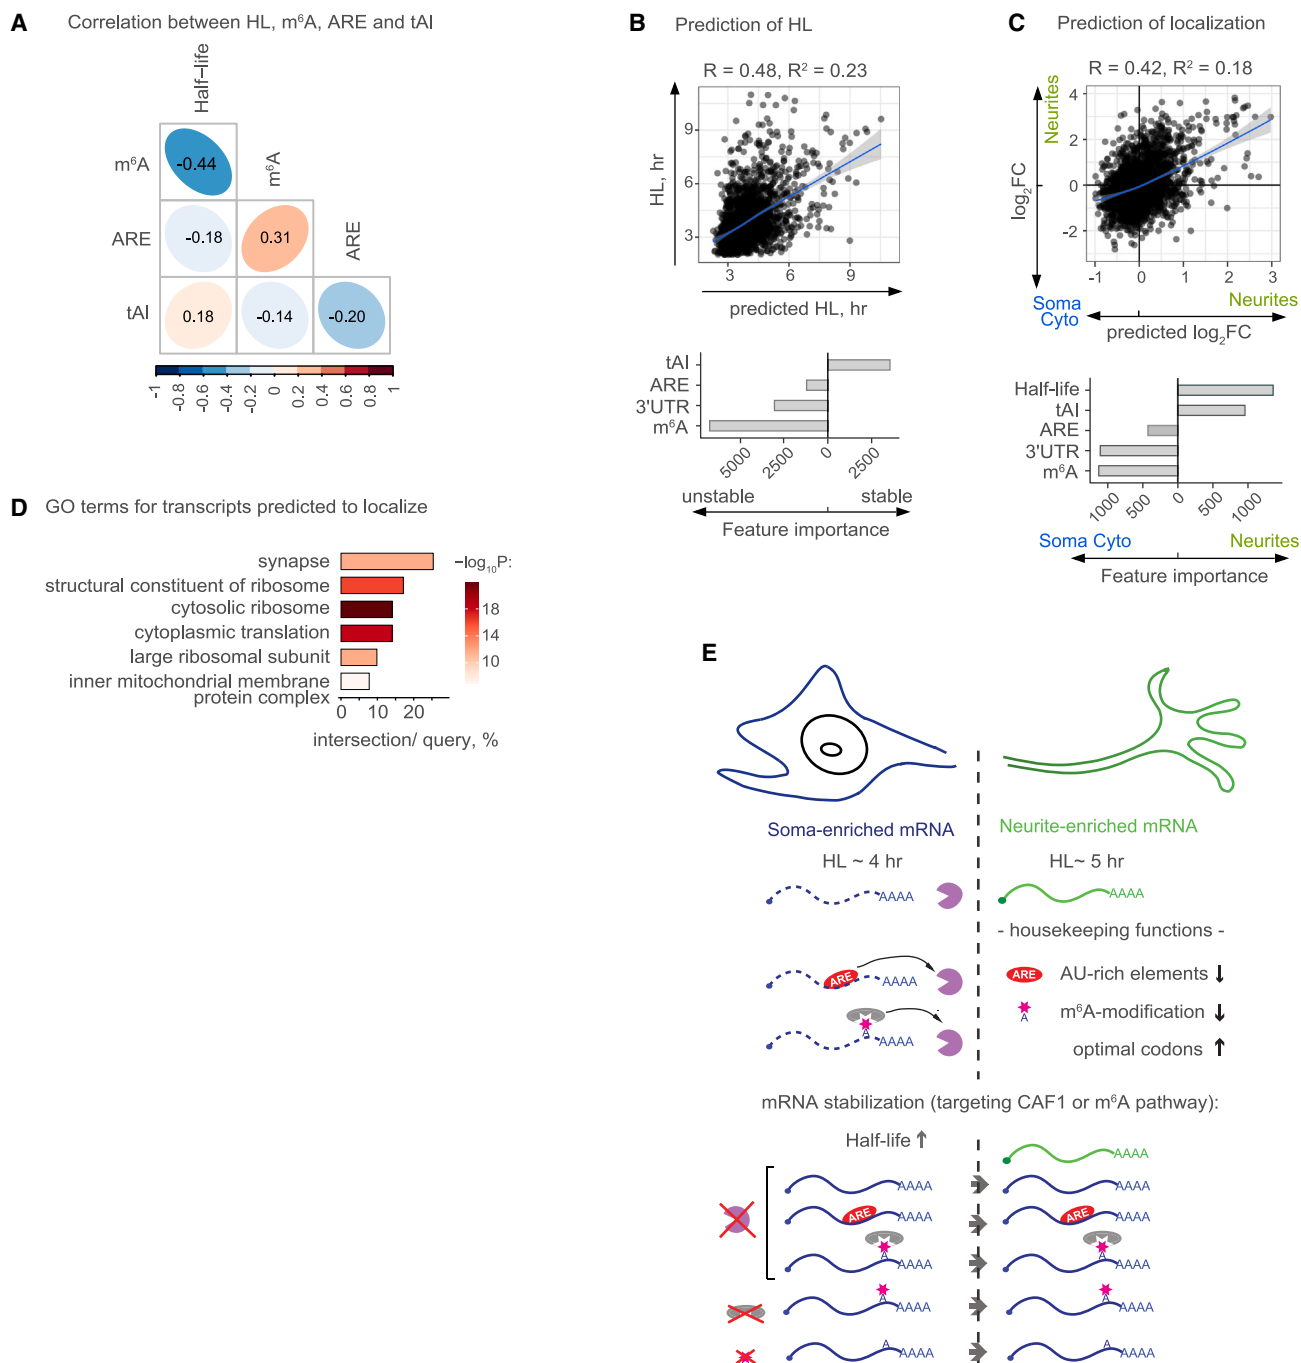 A Correlation between HL, m⁶A, ARE and tAI
Half-life
m⁶A -0.44
m⁶A
ARE -0.18 0.31
ARE
tAI 0.18 -0.14 -0.20
-1 -0.8 -0.6 -0.4 -0.2 0 0.2 0.4 0.6 0.8 1
B Prediction of HL
R = 0.48, R² = 0.23
HL, hr
9
6
3
3 6 9
predicted HL, hr
tAI
ARE
3'UTR
m⁶A
5000 2500 0 2500
unstable stable
Feature importance
C Prediction of localization
R = 0.42, R² = 0.18
Neurites
log₂FC
4
2
0
-2
-1 0 1 2 3
Soma Cyto
Neurites
predicted log₂FC
Half-life
tAI
ARE
3'UTR
m⁶A
1000 500 0 500 1000
Soma Cyto Neurites
Feature importance
D GO terms for transcripts predicted to localize
synapse
structural constituent of ribosome
cytosolic ribosome
cytoplasmic translation
large ribosomal subunit
inner mitochondrial membrane
protein complex
0 10 20
intersection/ query, %
−log₁₀P:
18
14
10
E
Soma-enriched mRNA Neurite-enriched mRNA
HL ~ 4 hr HL~ 5 hr
AAAA AAAA
- housekeeping functions -
ARE AAAA ARE AU-rich elements ↓
A m⁶A-modification ↓
A AAAA
optimal codons ↑
mRNA stabilization (targeting CAF1 or m⁶A pathway):
Half-life ↑
AAAA
AAAA AAAA
ARE AAAA ARE AAAA
A AAAA A AAAA
A AAAA A AAAA
A AAAA A AAAA